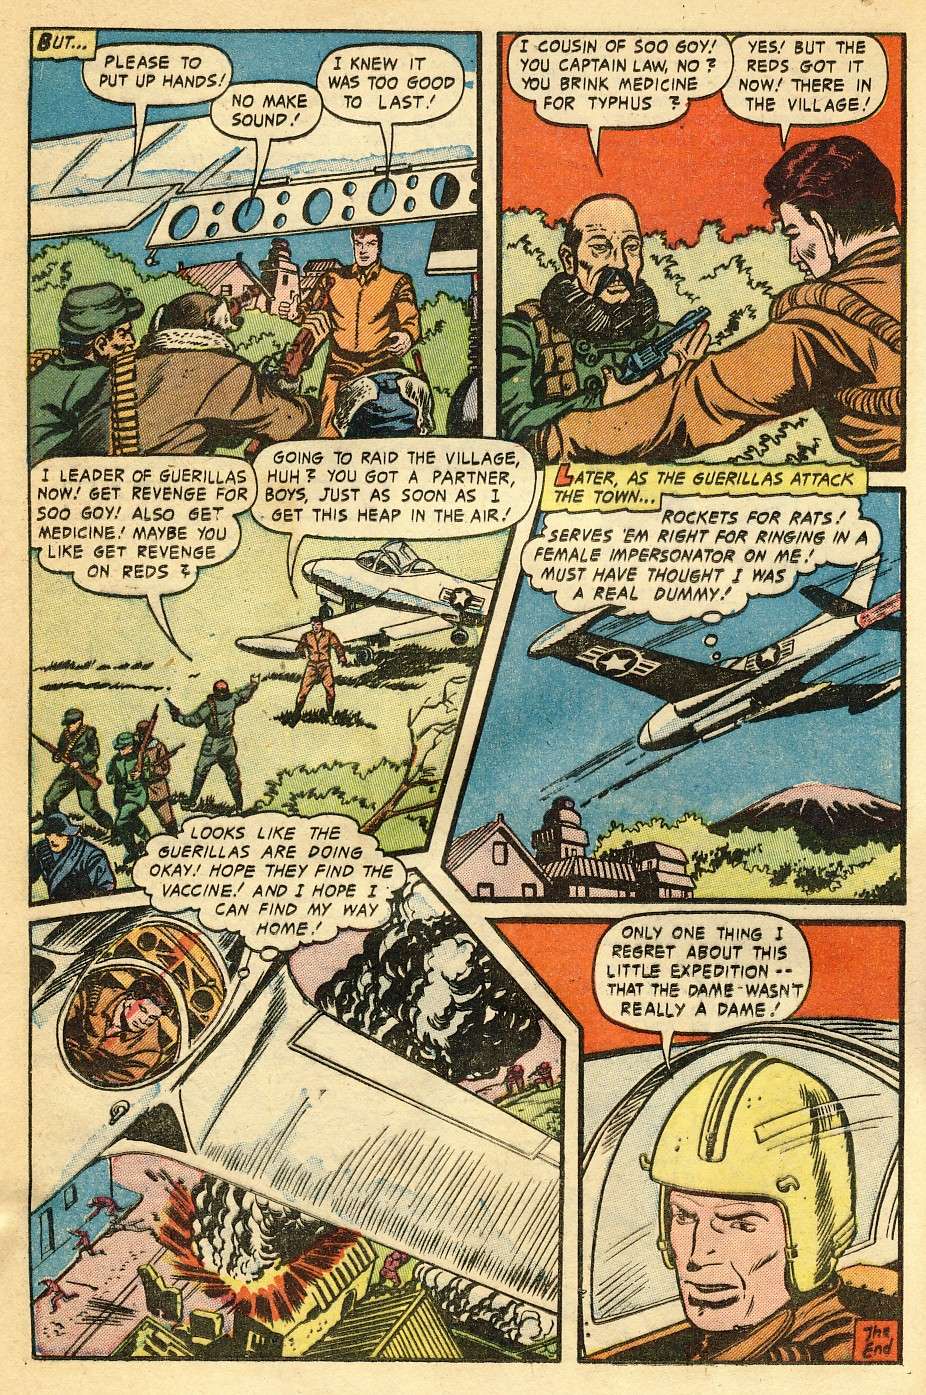 BUT...
PLEASE TO
PUT UP HANDS!
NO MAKE
SOUND!
I KNEW IT
WAS TOO GOOD
TO LAST!
I COUSIN OF SOO GOY!
YOU CAPTAIN LAW, NO?
YOU BRINK MEDICINE
FOR TYPHUS?
YES! BUT THE
REDS GOT IT
NOW! THERE IN
THE VILLAGE!
I LEADER OF GUERILLAS
NOW! GET REVENGE FOR
SOO GOY! ALSO GET
MEDICINE! MAYBE YOU
LIKE GET REVENGE
ON REDS?
GOING TO RAID THE VILLAGE,
HUH? YOU GOT A PARTNER,
BOYS, JUST AS SOON AS I
GET THIS HEAP IN THE AIR!
LATER, AS THE GUERILLAS ATTACK
THE TOWN...
ROCKETS FOR RATS!
SERVES 'EM RIGHT FOR RINGING IN A
FEMALE IMPERSONATOR ON ME!
MUST HAVE THOUGHT I WAS
A REAL DUMMY!
LOOKS LIKE THE
GUERILLAS ARE DOING
OKAY! HOPE THEY FIND THE
VACCINE! AND I HOPE I
CAN FIND MY WAY
HOME!
ONLY ONE THING I
REGRET ABOUT THIS
LITTLE EXPEDITION --
THAT THE DAME WASN'T
REALLY A DAME!
The
End